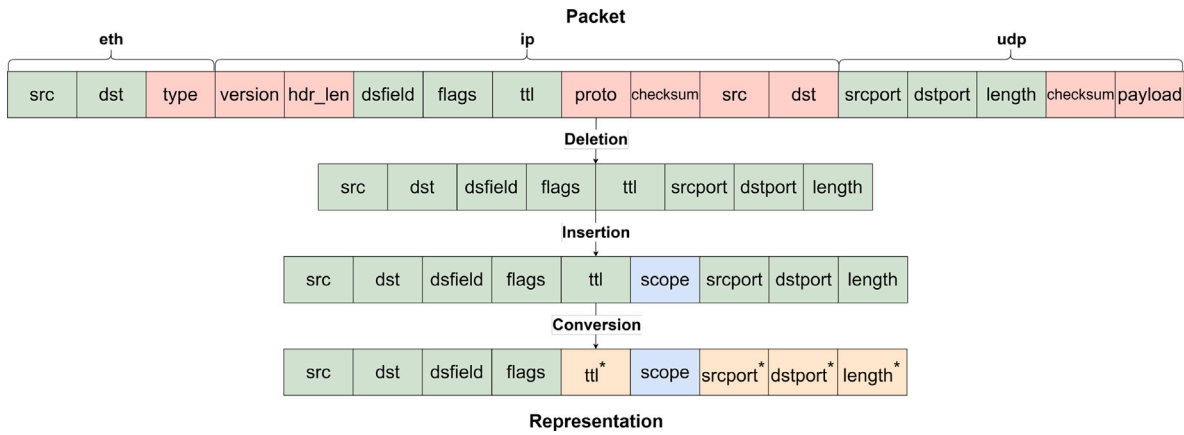 Packet
eth ip udp
src dst type version hdr_len dsfield flags ttl proto checksum src dst srcport dstport length checksum payload
Deletion
src dst dsfield flags ttl srcport dstport length
Insertion
src dst dsfield flags ttl scope srcport dstport length
Conversion
src dst dsfield flags ttl* scope srcport* dstport* length*
Representation